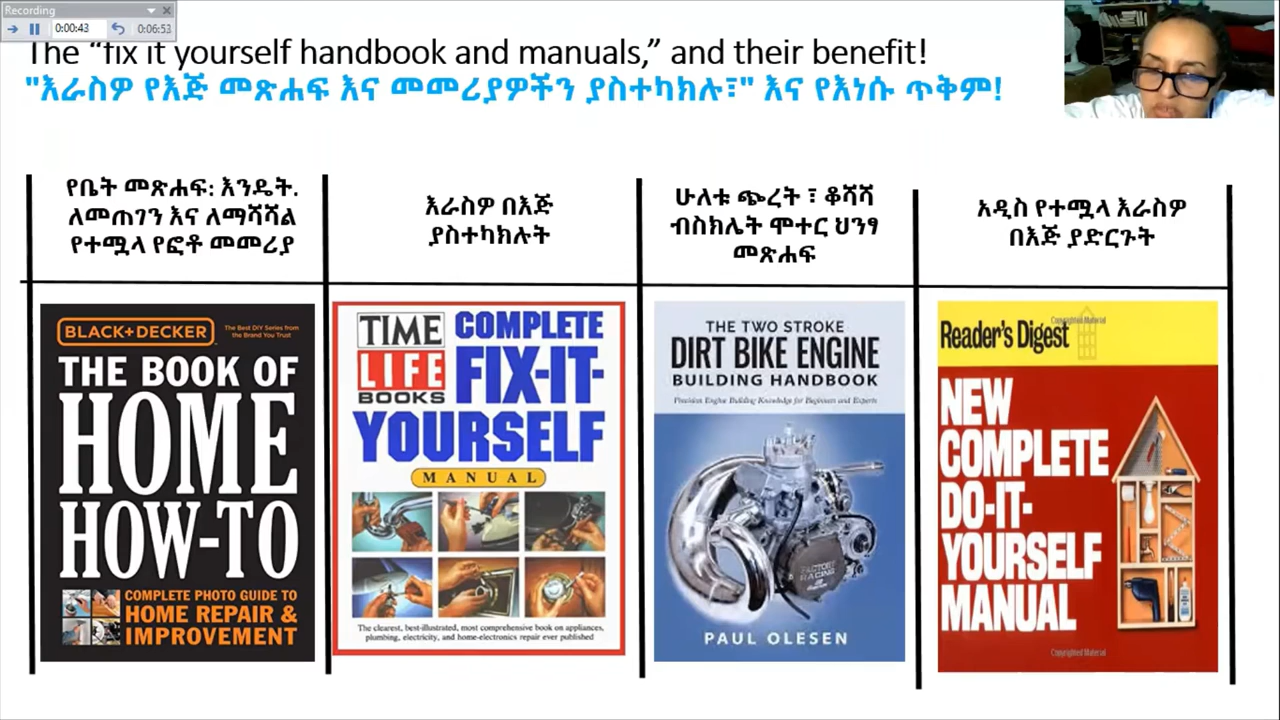 Recording
0:00:43
0:06:53
The “fix it yourself handbook and manuals,” and their benefit!
"እራስዎ የእጅ መጽሐፍ እና መመሪያዎችን ያስተካክሉ፣" እና የእነሱ ጥቅም!
የቤት መጽሐፍ: እንዴት.
ለመጠገን እና ለማሻሻል
የተሟላ የፎቶ መመሪያ
እራስዎ በእጅ
ያስተካክሉት
ሁለቱ ጭረት ፣ ቆሻሻ
ብስክሌት ሞተር ህንፃ
መጽሐፍ
አዲስ የተሟላ እራስዎ
በእጅ ያድርጉት
BLACK+DECKER
The Best DIY Series from
the Brand You Trust
THE BOOK OF
HOME
HOW-TO
COMPLETE PHOTO GUIDE TO
HOME REPAIR &
IMPROVEMENT
TIME
LIFE
BOOKS
COMPLETE
FIX-IT-
YOURSELF
MANUAL
The clearest, best-illustrated, most comprehensive book on appliances,
plumbing, electricity, and home-electronics repair ever published
THE TWO STROKE
DIRT BIKE ENGINE
BUILDING HANDBOOK
Precision Engine Building Knowledge for Beginners and Experts
FACTORY
RACING
PAUL OLESEN
Copyrighted Material
Reader's Digest
NEW
COMPLETE
DO-IT-
YOURSELF
MANUAL
Copyrighted Material